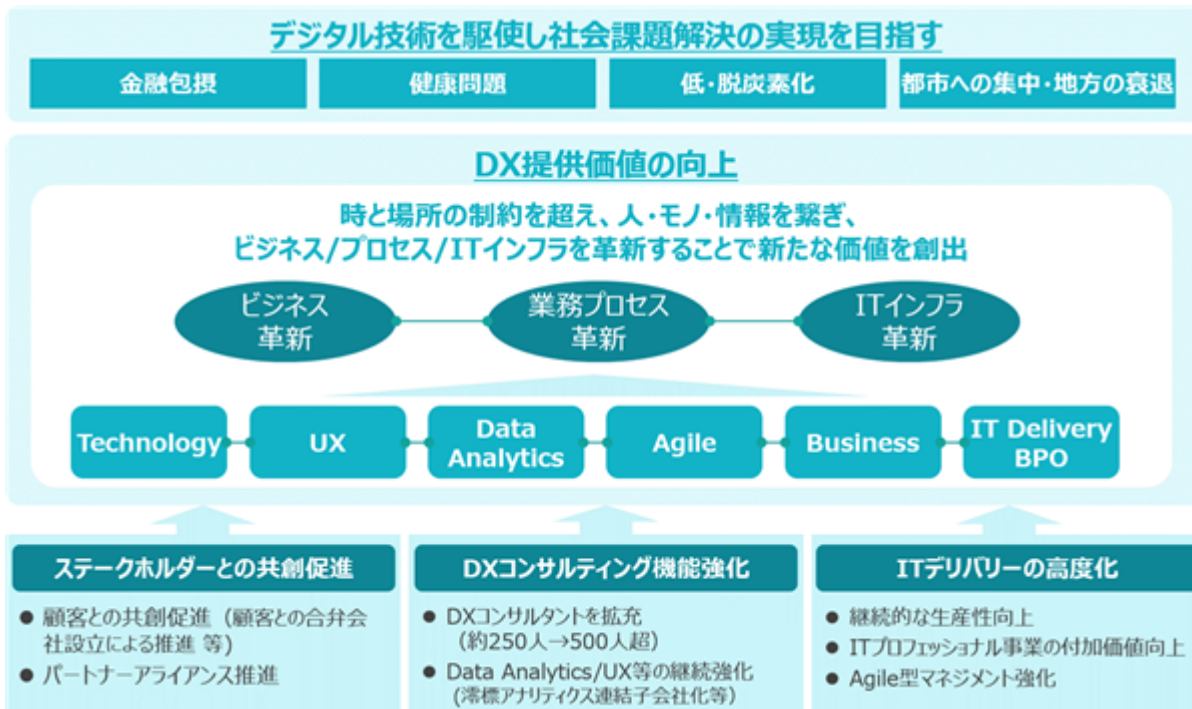 デジタル技術を駆使し社会課題解決の実現を目指す
金融包摂
健康問題
低・脱炭素化
都市への集中・地方の衰退
DX提供価値の向上
時と場所の制約を超え、人・モノ・情報を繋ぎ、
ビジネス/プロセス/ITインフラを革新することで新たな価値を創出
ビジネス
革新
業務プロセス
革新
ITインフラ
革新
Technology
UX
Data
Analytics
Agile
Business
IT Delivery
BPO
ステークホルダーとの共創促進
● 顧客との共創促進（顧客との合弁会
社設立による推進 等）
● パートナーアライアンス推進
DXコンサルティング機能強化
● DXコンサルタントを拡充
（約250人→500人超）
● Data Analytics/UX等の継続強化
（澪標アナリティクス連結子会社化等）
ITデリバリーの高度化
● 継続的な生産性向上
● ITプロフェッショナル事業の付加価値向上
● Agile型マネジメント強化